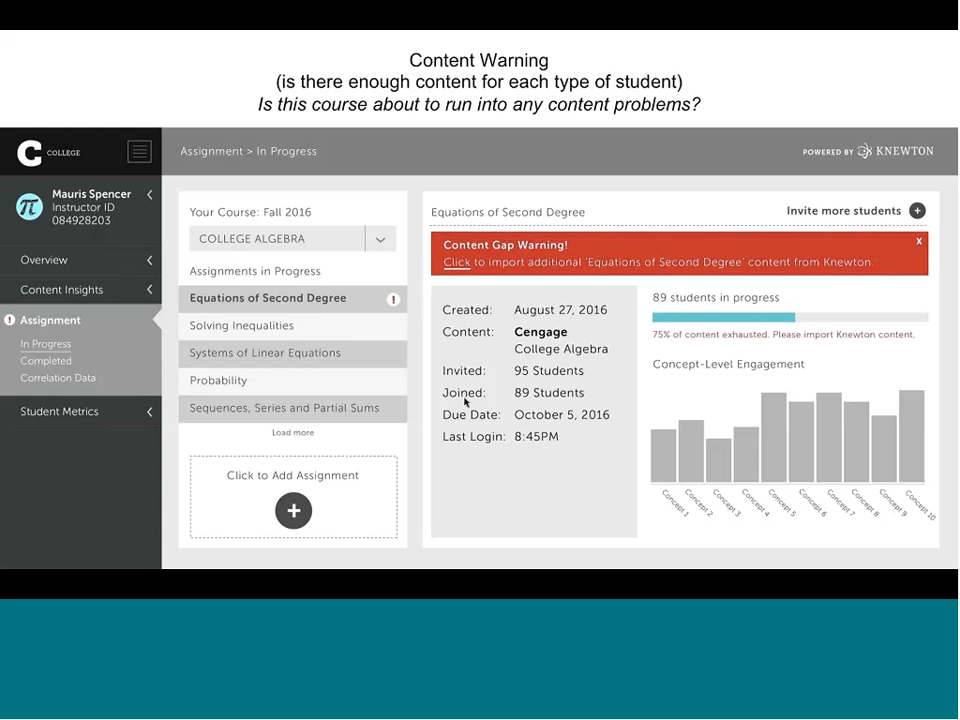 Content Warning
(is there enough content for each type of student)
Is this course about to run into any content problems?
C COLLEGE
Assignment > In Progress
POWERED BY KNEWTON
Mauris Spencer
Instructor ID
084928203
Overview
Content Insights
! Assignment
In Progress
Completed
Correlation Data
Student Metrics
Your Course: Fall 2016
COLLEGE ALGEBRA
Assignments in Progress
Equations of Second Degree !
Solving Inequalities
Systems of Linear Equations
Probability
Sequences, Series and Partial Sums
Load more
Click to Add Assignment
+
Equations of Second Degree
Invite more students +
Content Gap Warning! x
Click to import additional 'Equations of Second Degree' content from Knewton.
Created: August 27, 2016
Content: Cengage
College Algebra
Invited: 95 Students
Joined: 89 Students
Due Date: October 5, 2016
Last Login: 8:45PM
89 students in progress
75% of content exhausted. Please import Knewton content.
Concept-Level Engagement
Concept 1
Concept 2
Concept 3
Concept 4
Concept 5
Concept 6
Concept 7
Concept 8
Concept 9
Concept 10